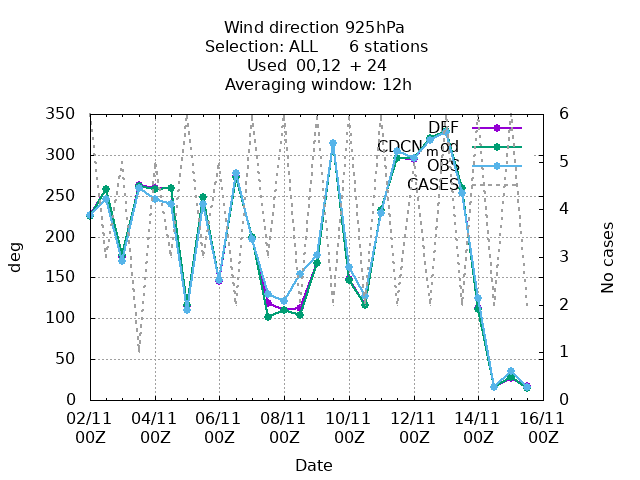 Wind direction 925hPa
Selection: ALL 6 stations
Used 00,12 + 24
Averaging window: 12h
350
300
250
200
150
100
50
0
deg
6
5
4
3
2
1
0
No cases
DEF
CDCN_mod
OBS
CASES
02/11 04/11 06/11 08/11 10/11 12/11 14/11 16/11
00Z 00Z 00Z 00Z 00Z 00Z 00Z 00Z
Date